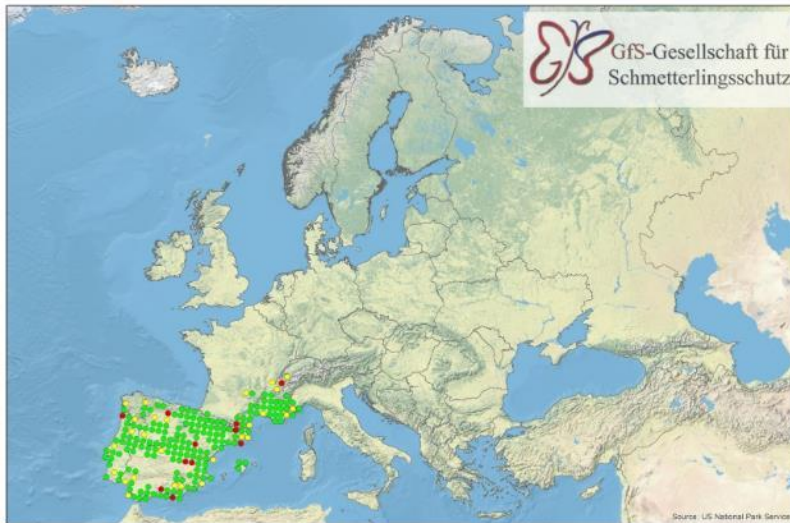 GfS-Gesellschaft für
Schmetterlingsschutz
Source: US National Park Service